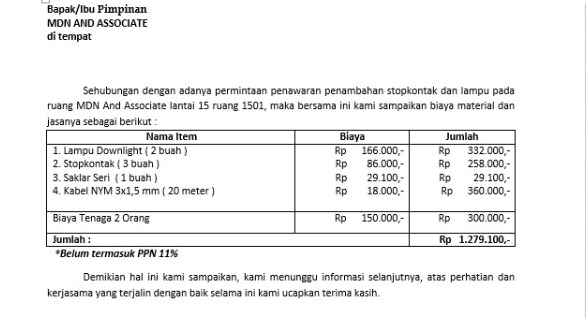 Bapak/Ibu Pimpinan
MDN AND ASSOCIATE
di tempat
Sehubungan dengan adanya permintaan penawaran penambahan stopkontak dan lampu pada
ruang MDN And Associate lantai 15 ruang 1501, maka bersama ini kami sampaikan biaya material dan
jasanya sebagai berikut :
Nama Item Biaya Jumlah
1. Lampu Downlight ( 2 buah ) Rp 166.000,- Rp 332.000,-
2. Stopkontak ( 3 buah ) Rp 86.000,- Rp 258.000,-
3. Saklar Seri ( 1 buah ) Rp 29.100,- Rp 29.100,-
4. Kabel NYM 3x1,5 mm ( 20 meter ) Rp 18.000,- Rp 360.000,-
Biaya Tenaga 2 Orang Rp 150.000,- Rp 300.000,-
Jumlah : Rp 1.279.100,-
*Belum termasuk PPN 11%
Demikian hal ini kami sampaikan, kami menunggu informasi selanjutnya, atas perhatian dan
kerjasama yang terjalin dengan baik selama ini kami ucapkan terima kasih.